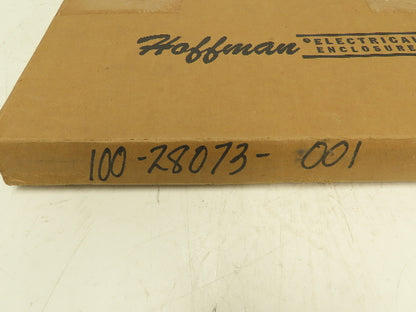 Hoffman
® ELECTRICAL
ENCLOSURE
100-28073- 001